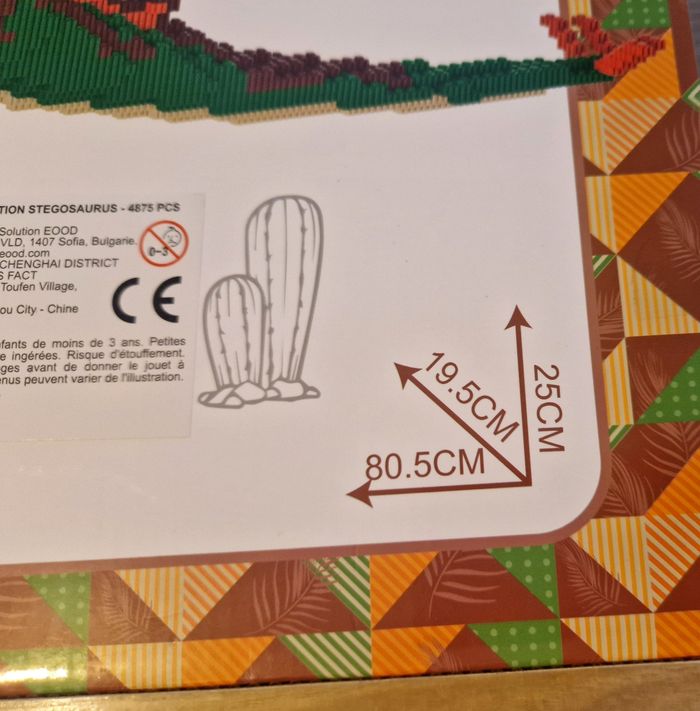 TION STEGOSAURUS - 4875 PCS
Solution EOOD
VLD, 1407 Sofia, Bulgarie.
eood.com
CHENGHAI DISTRICT
S FACT
Toufen Village,
ou City - Chine
0-3
CE
nfants de moins de 3 ans. Petites
e ingérées. Risque d'étouffement.
ges avant de donner le jouet à
enus peuvent varier de l'illustration.
19.5CM
25CM
80.5CM